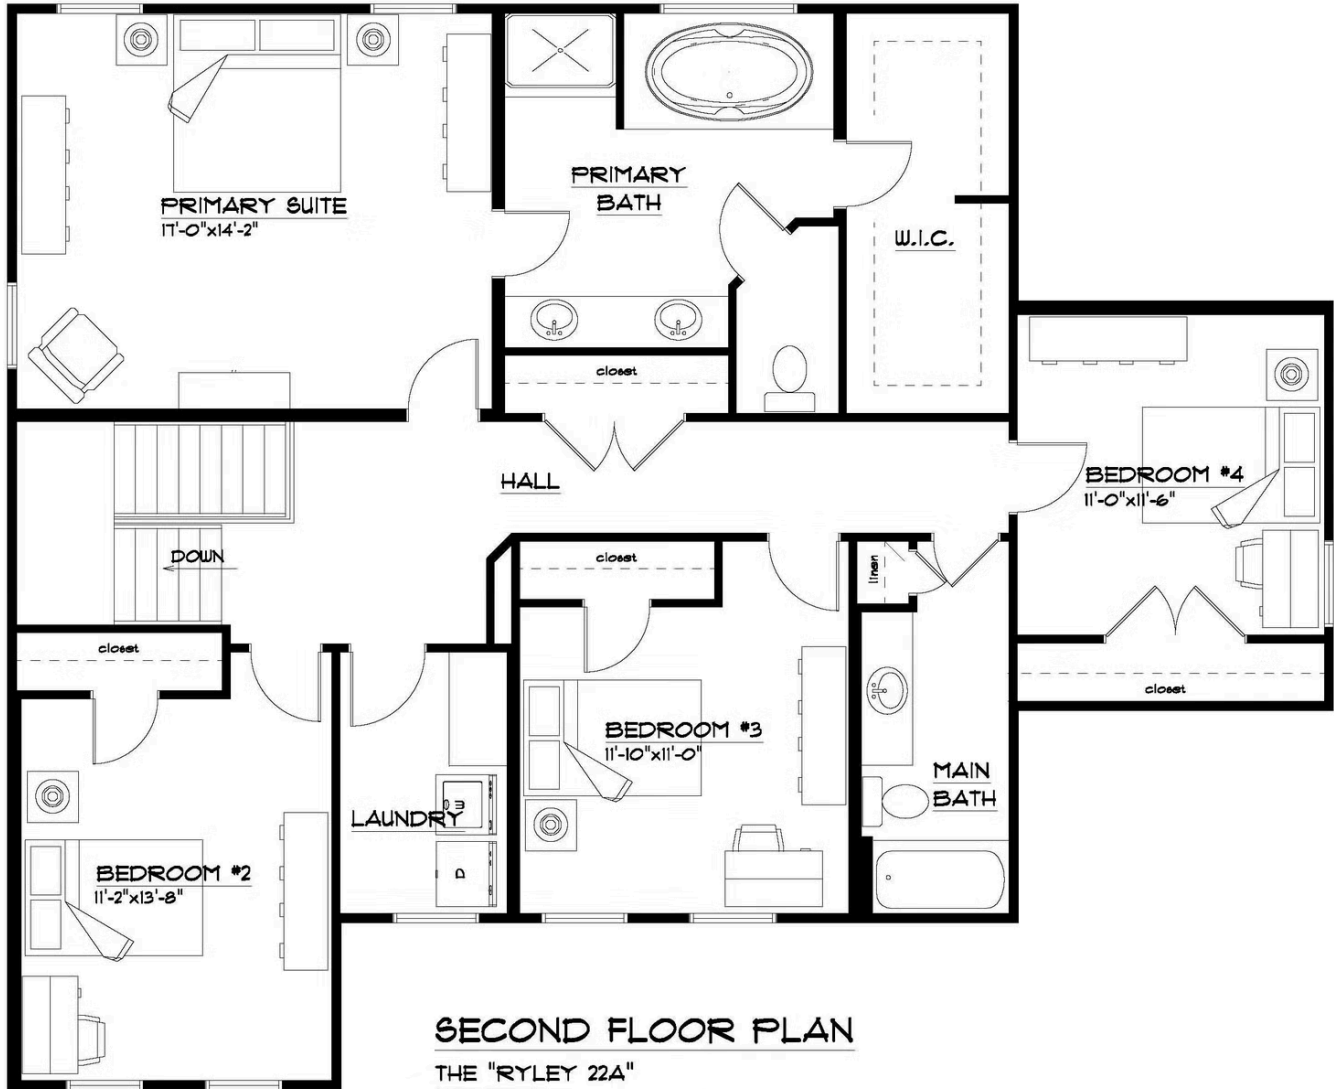 PRIMARY SUITE
17'-0"x14'-2"
PRIMARY
BATH
W.I.C.
closet
HALL
BEDROOM #4
11'-0"x11'-6"
DOWN
closet
linen
closet
closet
BEDROOM #3
11'-10"x11'-0"
MAIN
BATH
W
LAUNDRY
D
BEDROOM #2
11'-2"x13'-8"
SECOND FLOOR PLAN
THE "RYLEY 22A"